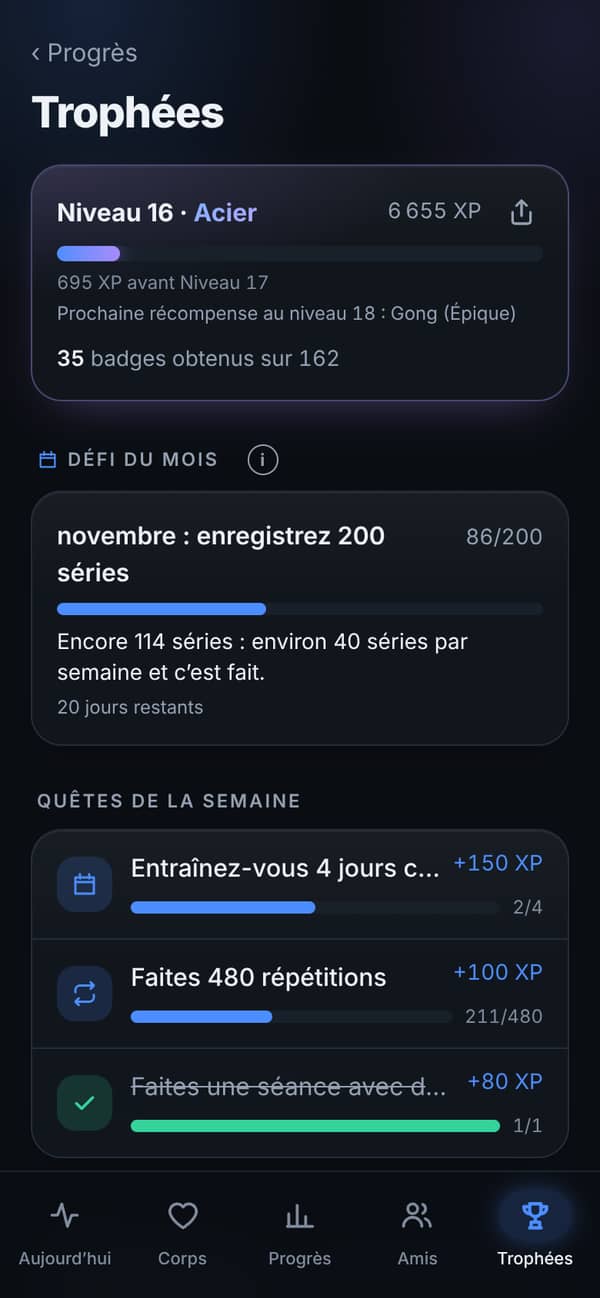 ‹ Progrès
Trophées
Niveau 16 · Acier
6 655 XP
695 XP avant Niveau 17
Prochaine récompense au niveau 18 : Gong (Épique)
35 badges obtenus sur 162
DÉFI DU MOIS
i
novembre : enregistrez 200
séries
86/200
Encore 114 séries : environ 40 séries par
semaine et c’est fait.
20 jours restants
QUÊTES DE LA SEMAINE
Entraînez-vous 4 jours c...
+150 XP
2/4
Faites 480 répétitions
+100 XP
211/480
Faites une séance avec d...
+80 XP
1/1
Aujourd’hui
Corps
Progrès
Amis
Trophées